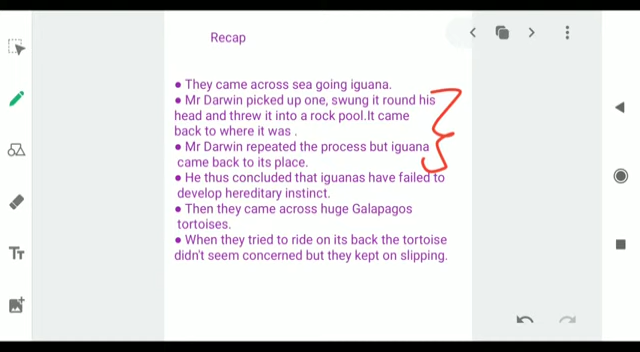 Recap
● They came across sea going iguana.
● Mr Darwin picked up one, swung it round his
head and threw it into a rock pool.It came
back to where it was .
● Mr Darwin repeated the process but iguana
came back to its place.
● He thus concluded that iguanas have failed to
develop hereditary instinct.
● Then they came across huge Galapagos
tortoises.
● When they tried to ride on its back the tortoise
didn't seem concerned but they kept on slipping.
Tт